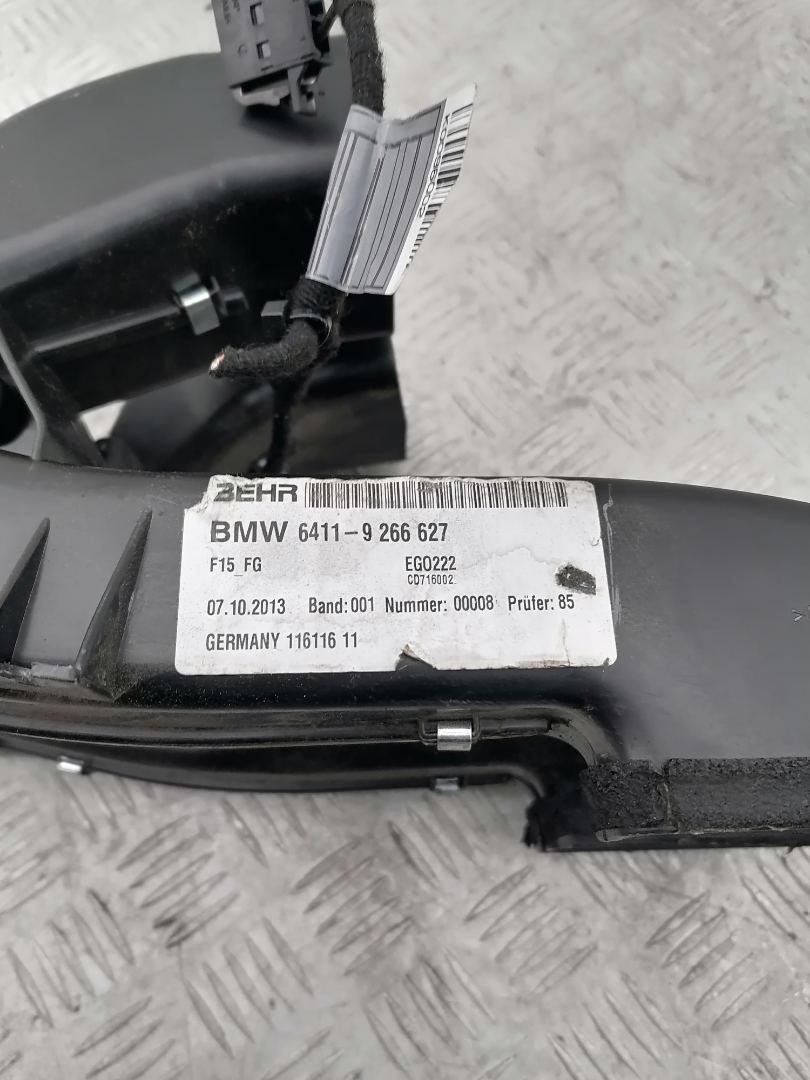 BEHR
BMW 6411-9 266 627
F15_FG EG0222
CD716002
07.10.2013 Band:001 Nummer:00008 Prüfer:85
GERMANY 116116 11